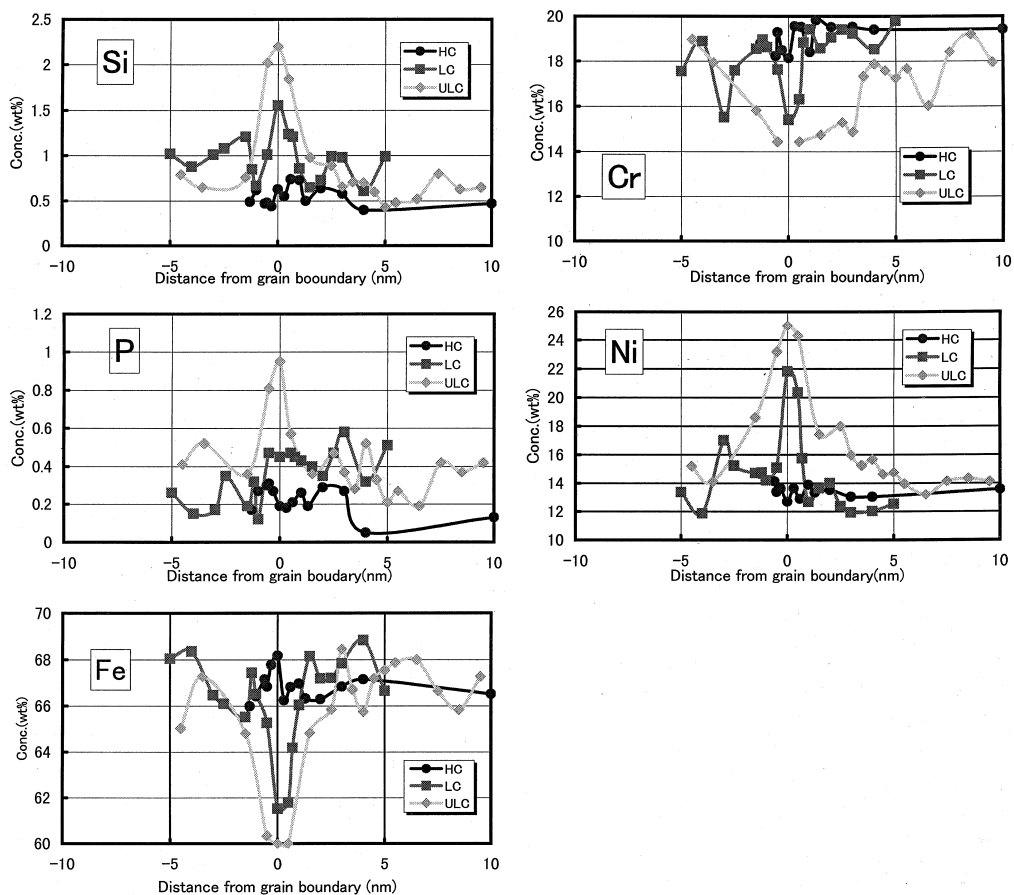 Si
Conc.(wt%)
2.5
2
1.5
1
0.5
0
-10
-5
0
5
10
Distance from grain booundary (nm)
HC
LC
ULC
Cr
Conc.(wt%)
20
18
16
14
12
10
-10
-5
0
5
10
Distance from grain boundary(nm)
HC
LC
ULC
P
Conc.(wt%)
1.2
1
0.8
0.6
0.4
0.2
0
-10
-5
0
5
10
Distance from grain boudary(nm)
HC
LC
ULC
Ni
Conc.(wt%)
26
24
22
20
18
16
14
12
10
-10
-5
0
5
10
Distance from grain boundary(nm)
HC
LC
ULC
Fe
Conc.(wt%)
70
68
66
64
62
60
-10
-5
0
5
10
Distance from grain boundary (nm)
HC
LC
ULC